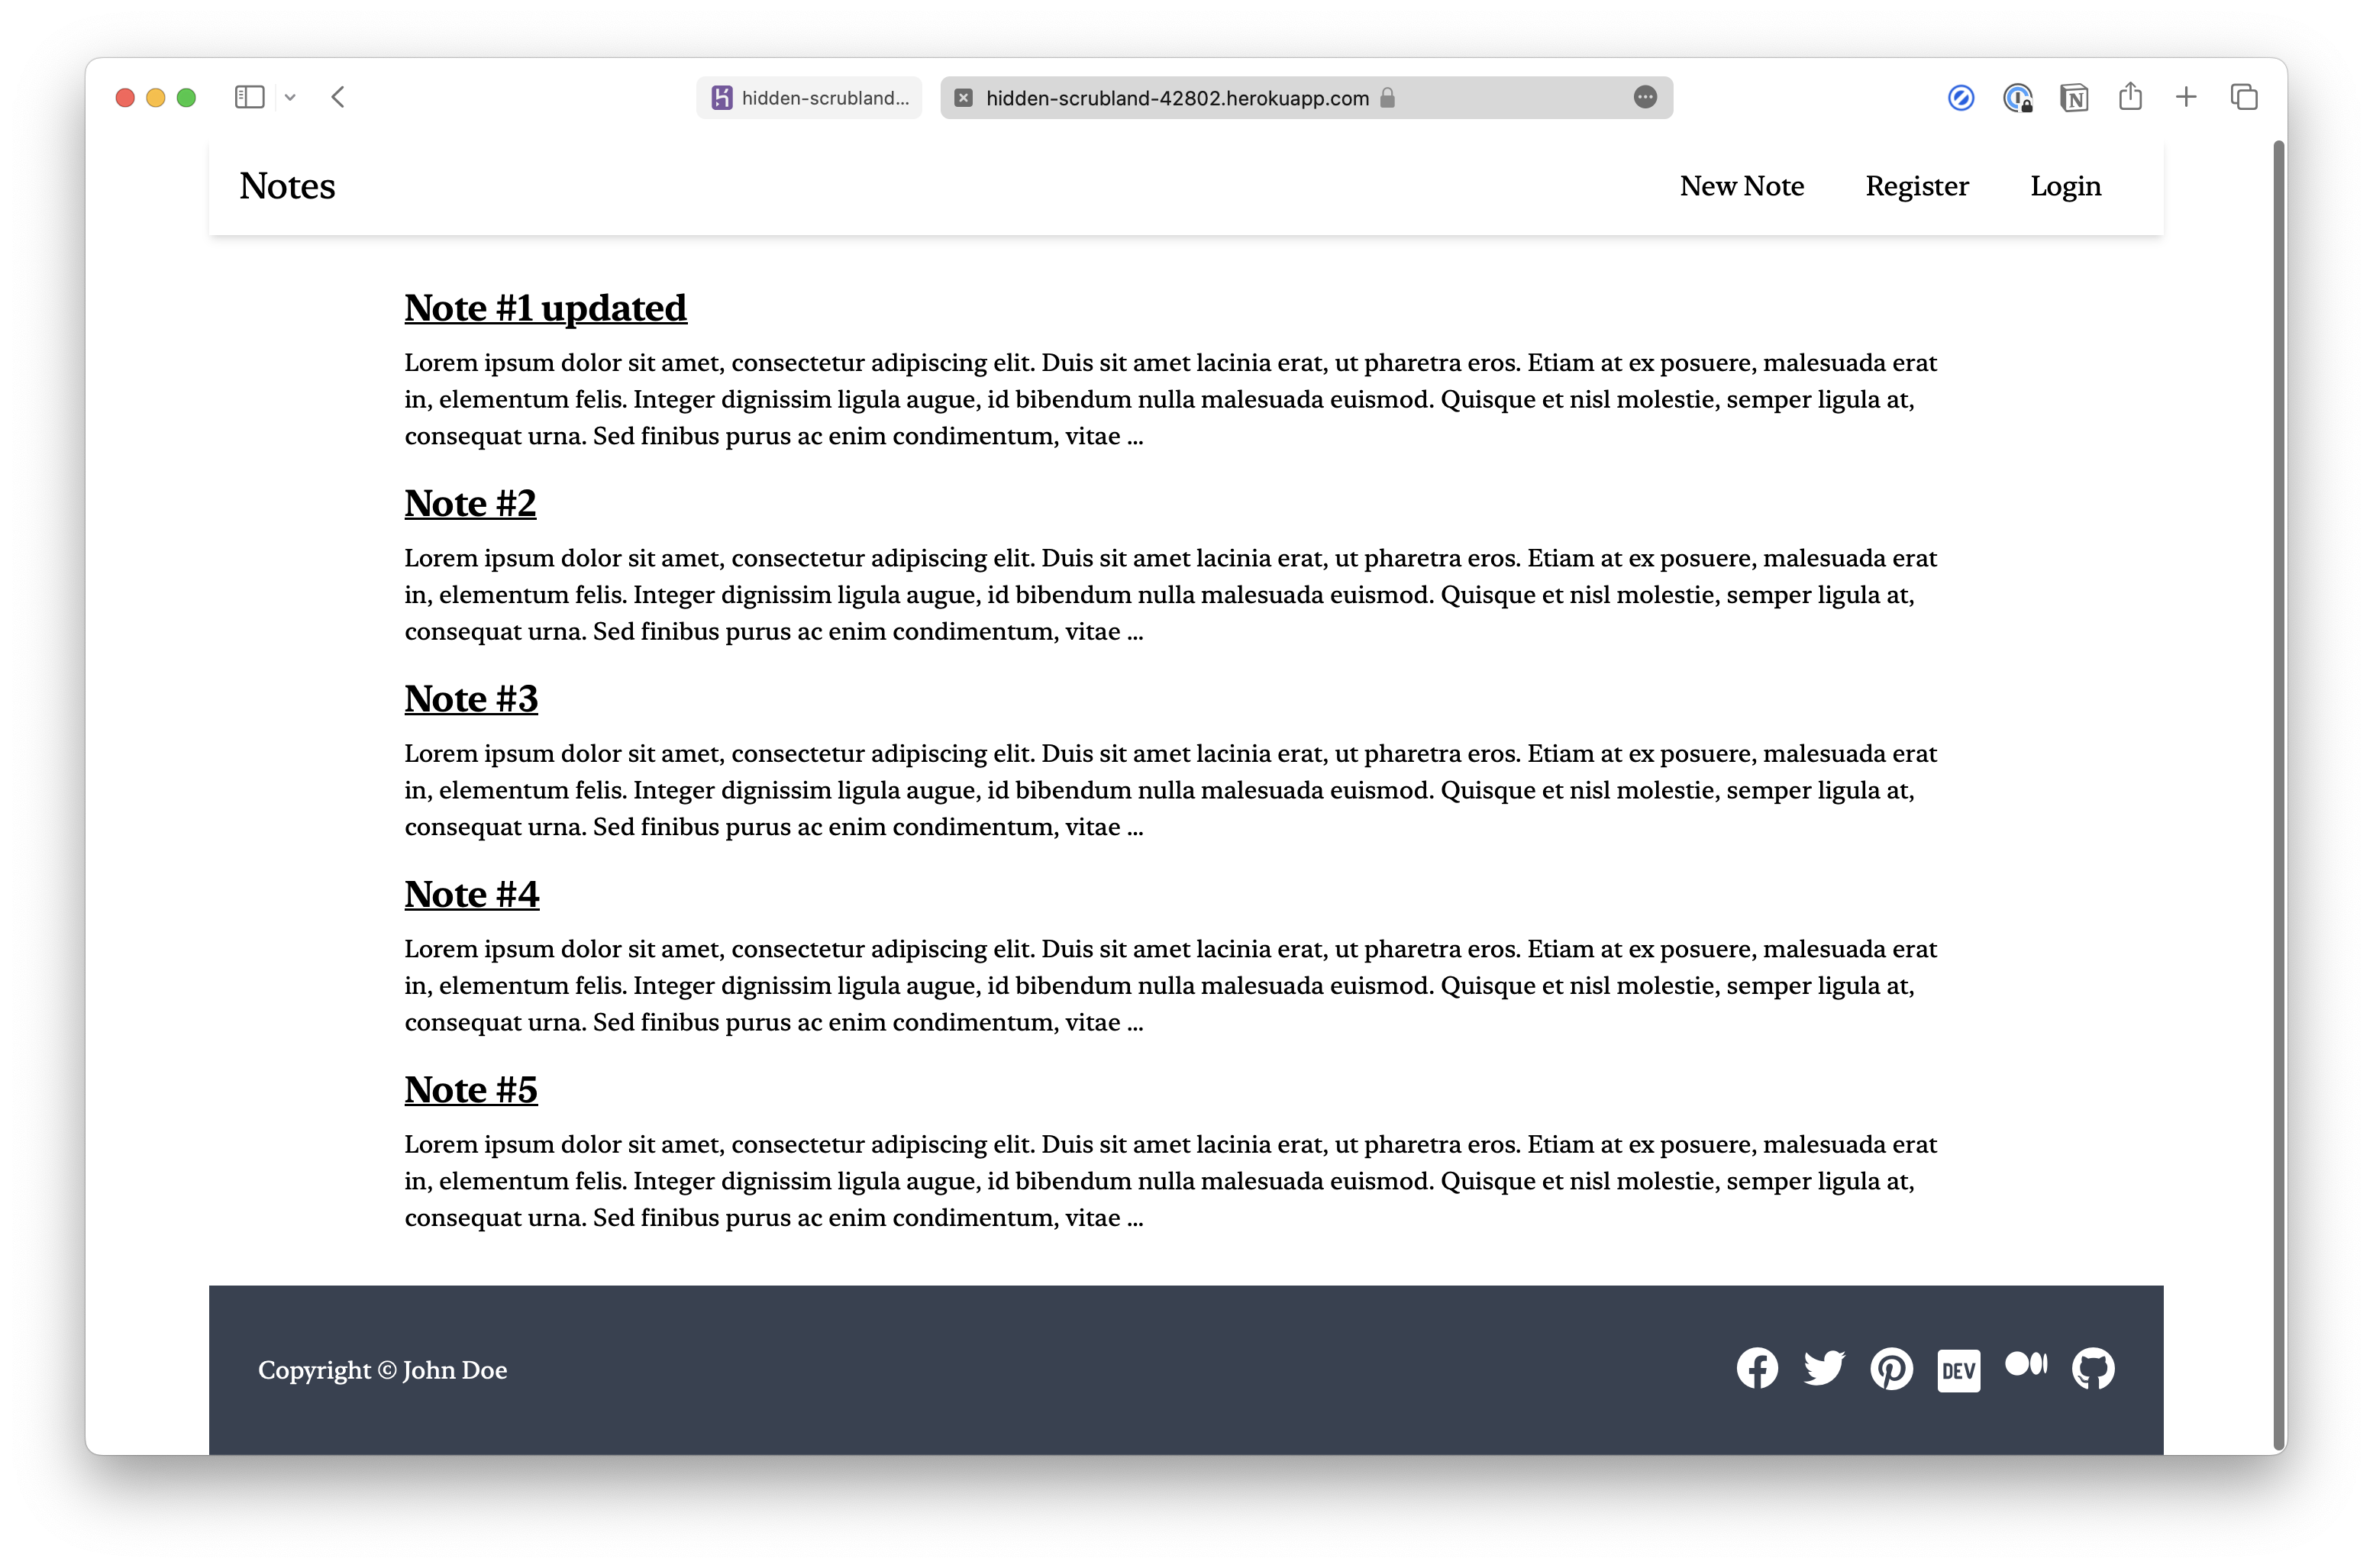 hidden-scrubland...
hidden-scrubland-42802.herokuapp.com
Notes
New Note
Register
Login
Note #1 updated
Lorem ipsum dolor sit amet, consectetur adipiscing elit. Duis sit amet lacinia erat, ut pharetra eros. Etiam at ex posuere, malesuada erat
in, elementum felis. Integer dignissim ligula augue, id bibendum nulla malesuada euismod. Quisque et nisl molestie, semper ligula at,
consequat urna. Sed finibus purus ac enim condimentum, vitae ...
Note #2
Lorem ipsum dolor sit amet, consectetur adipiscing elit. Duis sit amet lacinia erat, ut pharetra eros. Etiam at ex posuere, malesuada erat
in, elementum felis. Integer dignissim ligula augue, id bibendum nulla malesuada euismod. Quisque et nisl molestie, semper ligula at,
consequat urna. Sed finibus purus ac enim condimentum, vitae ...
Note #3
Lorem ipsum dolor sit amet, consectetur adipiscing elit. Duis sit amet lacinia erat, ut pharetra eros. Etiam at ex posuere, malesuada erat
in, elementum felis. Integer dignissim ligula augue, id bibendum nulla malesuada euismod. Quisque et nisl molestie, semper ligula at,
consequat urna. Sed finibus purus ac enim condimentum, vitae ...
Note #4
Lorem ipsum dolor sit amet, consectetur adipiscing elit. Duis sit amet lacinia erat, ut pharetra eros. Etiam at ex posuere, malesuada erat
in, elementum felis. Integer dignissim ligula augue, id bibendum nulla malesuada euismod. Quisque et nisl molestie, semper ligula at,
consequat urna. Sed finibus purus ac enim condimentum, vitae ...
Note #5
Lorem ipsum dolor sit amet, consectetur adipiscing elit. Duis sit amet lacinia erat, ut pharetra eros. Etiam at ex posuere, malesuada erat
in, elementum felis. Integer dignissim ligula augue, id bibendum nulla malesuada euismod. Quisque et nisl molestie, semper ligula at,
consequat urna. Sed finibus purus ac enim condimentum, vitae ...
Copyright © John Doe
DEV